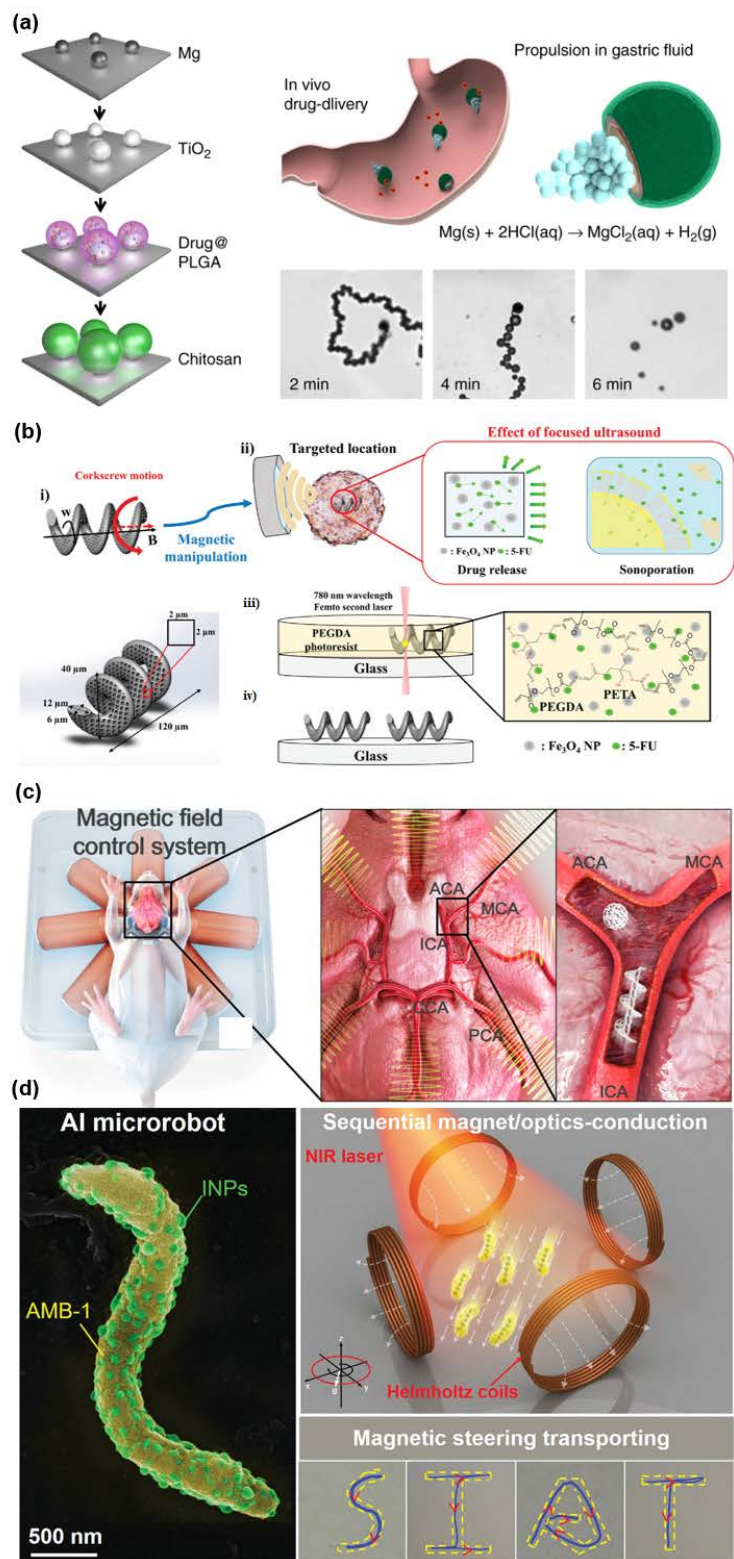 (a)
Mg
TiO2
Drug@
PLGA
Chitosan
In vivo
drug-dlivery
Propulsion in gastric fluid
Mg(s) + 2HCl(aq) → MgCl2(aq) + H2(g)
2 min
4 min
6 min
(b)
Corkscrew motion
i)
w
B
Magnetic
manipulation
ii)
Targeted location
Effect of focused ultrasound
: Fe3O4 NP : 5-FU
Drug release
Sonoporation
2 µm
2 µm
40 µm
12 µm
6 µm
120 µm
iii)
780 nm wavelength
Femto second laser
PEGDA
photoresist
Glass
iv)
Glass
PEGDA
PETA
: Fe3O4 NP : 5-FU
(c)
Magnetic field
control system
ACA
MCA
ICA
CCA
PCA
ACA
MCA
ICA
(d)
AI microrobot
INPs
AMB-1
500 nm
Sequential magnet/optics-conduction
NIR laser
z
x
y
B
Helmholtz coils
Magnetic steering transporting
S I A T